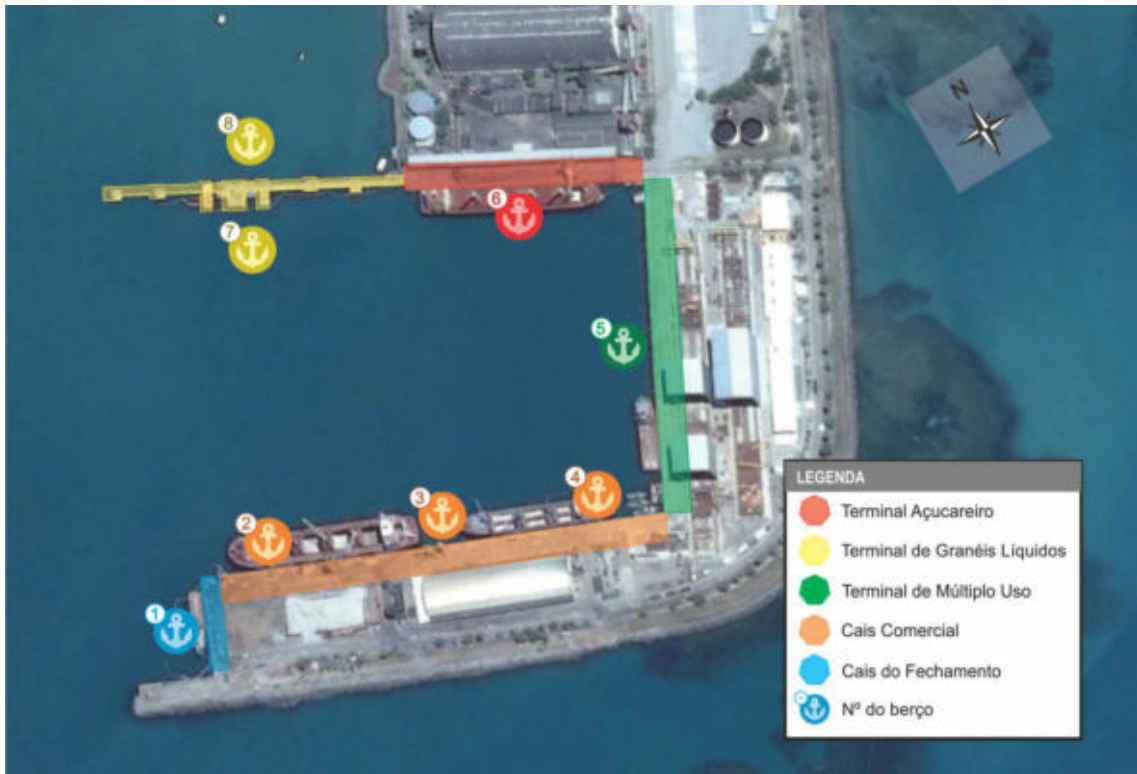 8
N
6
7
5
4
3
2
1
LEGENDA
Terminal Açucareiro
Terminal de Granéis Líquidos
Terminal de Múltiplo Uso
Cais Comercial
Cais do Fechamento
Nº do berço